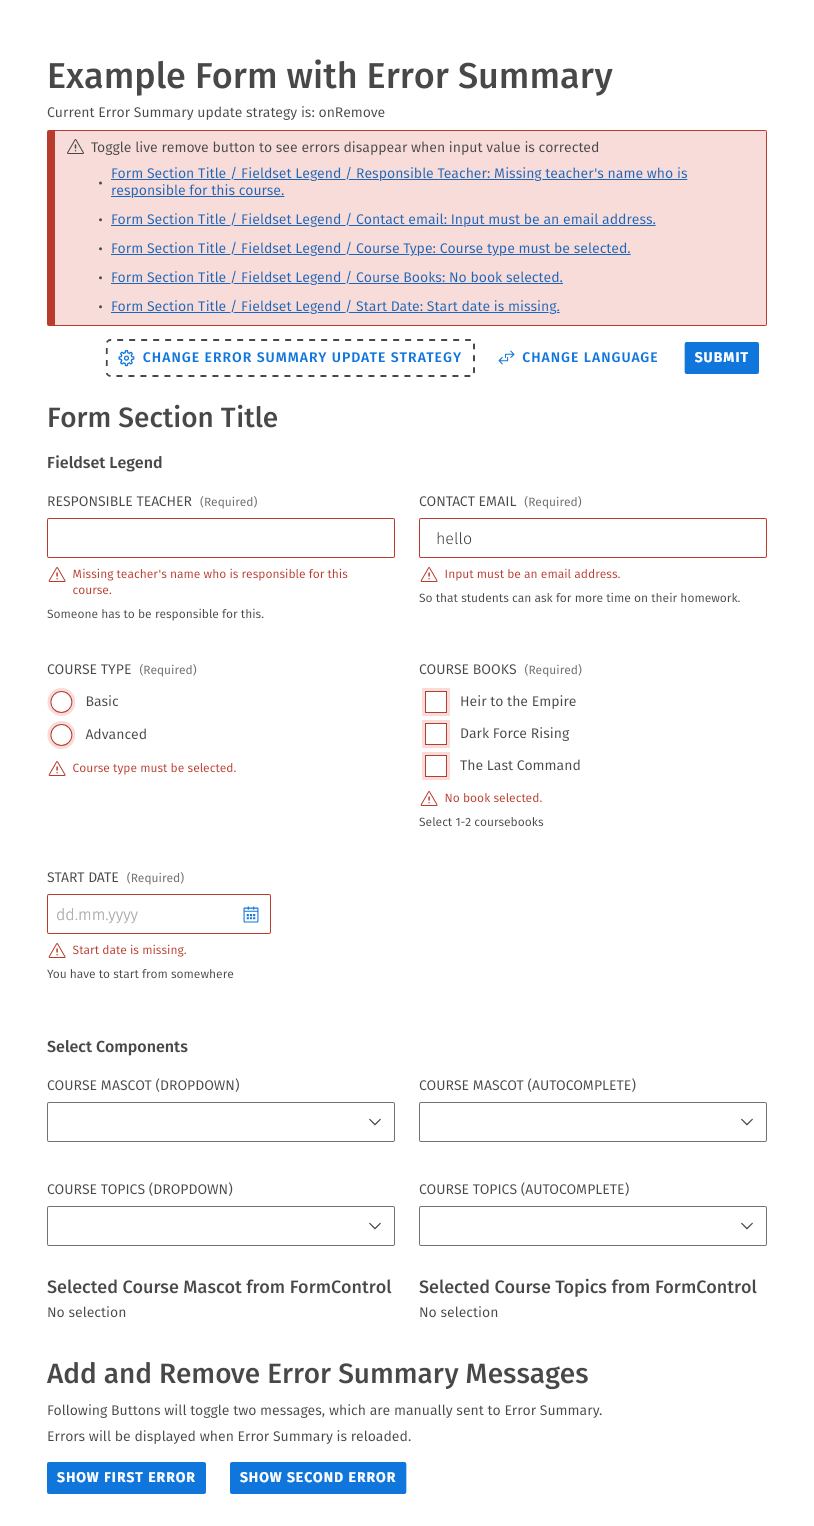 Example Form with Error Summary
Current Error Summary update strategy is: onRemove
Toggle live remove button to see errors disappear when input value is corrected
• Form Section Title / Fieldset Legend / Responsible Teacher: Missing teacher's name who is
responsible for this course.
• Form Section Title / Fieldset Legend / Contact email: Input must be an email address.
• Form Section Title / Fieldset Legend / Course Type: Course type must be selected.
• Form Section Title / Fieldset Legend / Course Books: No book selected.
• Form Section Title / Fieldset Legend / Start Date: Start date is missing.
CHANGE ERROR SUMMARY UPDATE STRATEGY CHANGE LANGUAGE SUBMIT
Form Section Title
Fieldset Legend
RESPONSIBLE TEACHER (Required)
Missing teacher's name who is responsible for this
course.
Someone has to be responsible for this.
CONTACT EMAIL (Required)
hello
Input must be an email address.
So that students can ask for more time on their homework.
COURSE TYPE (Required)
Basic
Advanced
Course type must be selected.
COURSE BOOKS (Required)
Heir to the Empire
Dark Force Rising
The Last Command
No book selected.
Select 1-2 coursebooks
START DATE (Required)
dd.mm.yyyy
Start date is missing.
You have to start from somewhere
Select Components
COURSE MASCOT (DROPDOWN)
COURSE MASCOT (AUTOCOMPLETE)
COURSE TOPICS (DROPDOWN)
COURSE TOPICS (AUTOCOMPLETE)
Selected Course Mascot from FormControl
No selection
Selected Course Topics from FormControl
No selection
Add and Remove Error Summary Messages
Following Buttons will toggle two messages, which are manually sent to Error Summary.
Errors will be displayed when Error Summary is reloaded.
SHOW FIRST ERROR SHOW SECOND ERROR